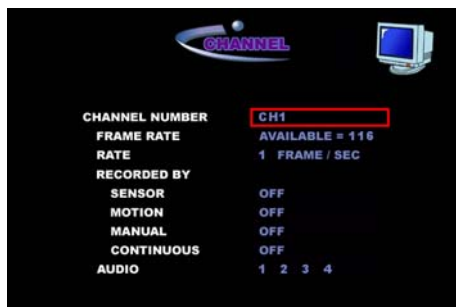 CHANNEL
CHANNEL NUMBER CH1
FRAME RATE AVAILABLE = 116
RATE 1 FRAME / SEC
RECORDED BY
SENSOR OFF
MOTION OFF
MANUAL OFF
CONTINUOUS OFF
AUDIO 1 2 3 4